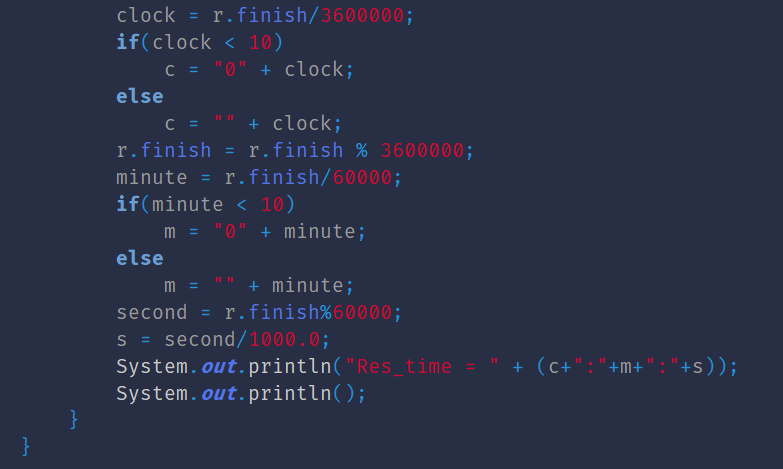 clock = r.finish/3600000;
if(clock < 10)
c = "0" + clock;
else
c = "" + clock;
r.finish = r.finish % 3600000;
minute = r.finish/60000;
if(minute < 10)
m = "0" + minute;
else
m = "" + minute;
second = r.finish%60000;
s = second/1000.0;
System.out.println("Res_time = " + (c+":"+m+":"+s));
System.out.println();
}
}